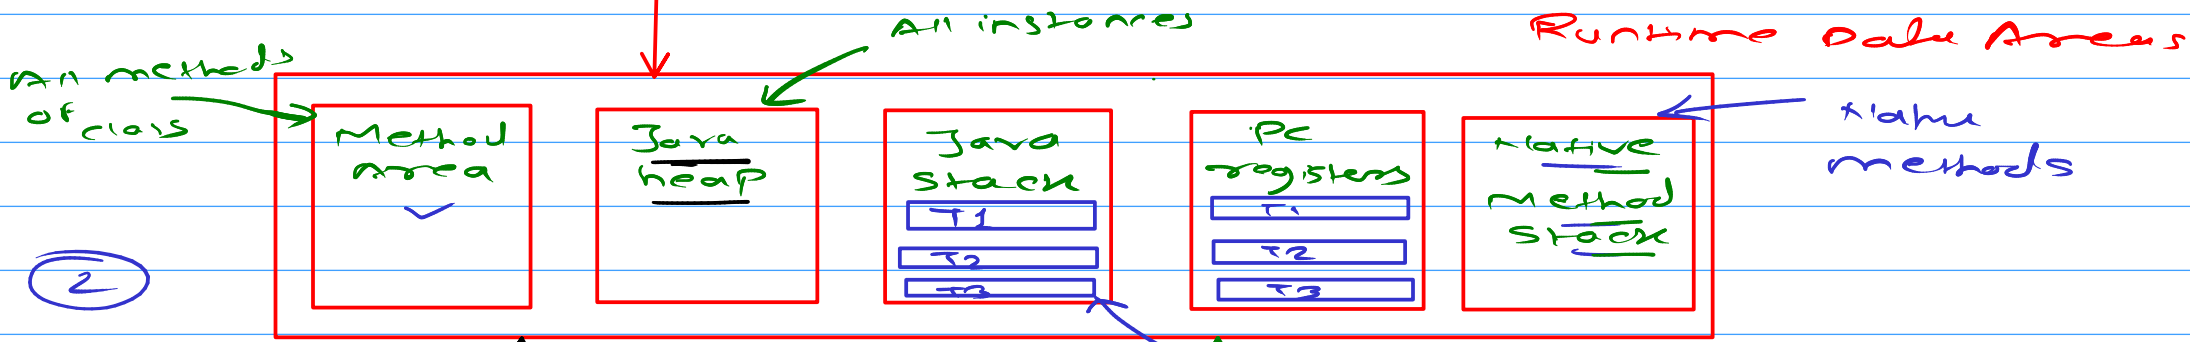 All instances
Runtime Data Areas
All methods
of class
Method
Area
Java
heap
Java
Stack
T1
T2
T3
PC
registers
T1
T2
T3
Native
Method
Stack
Native
methods
2